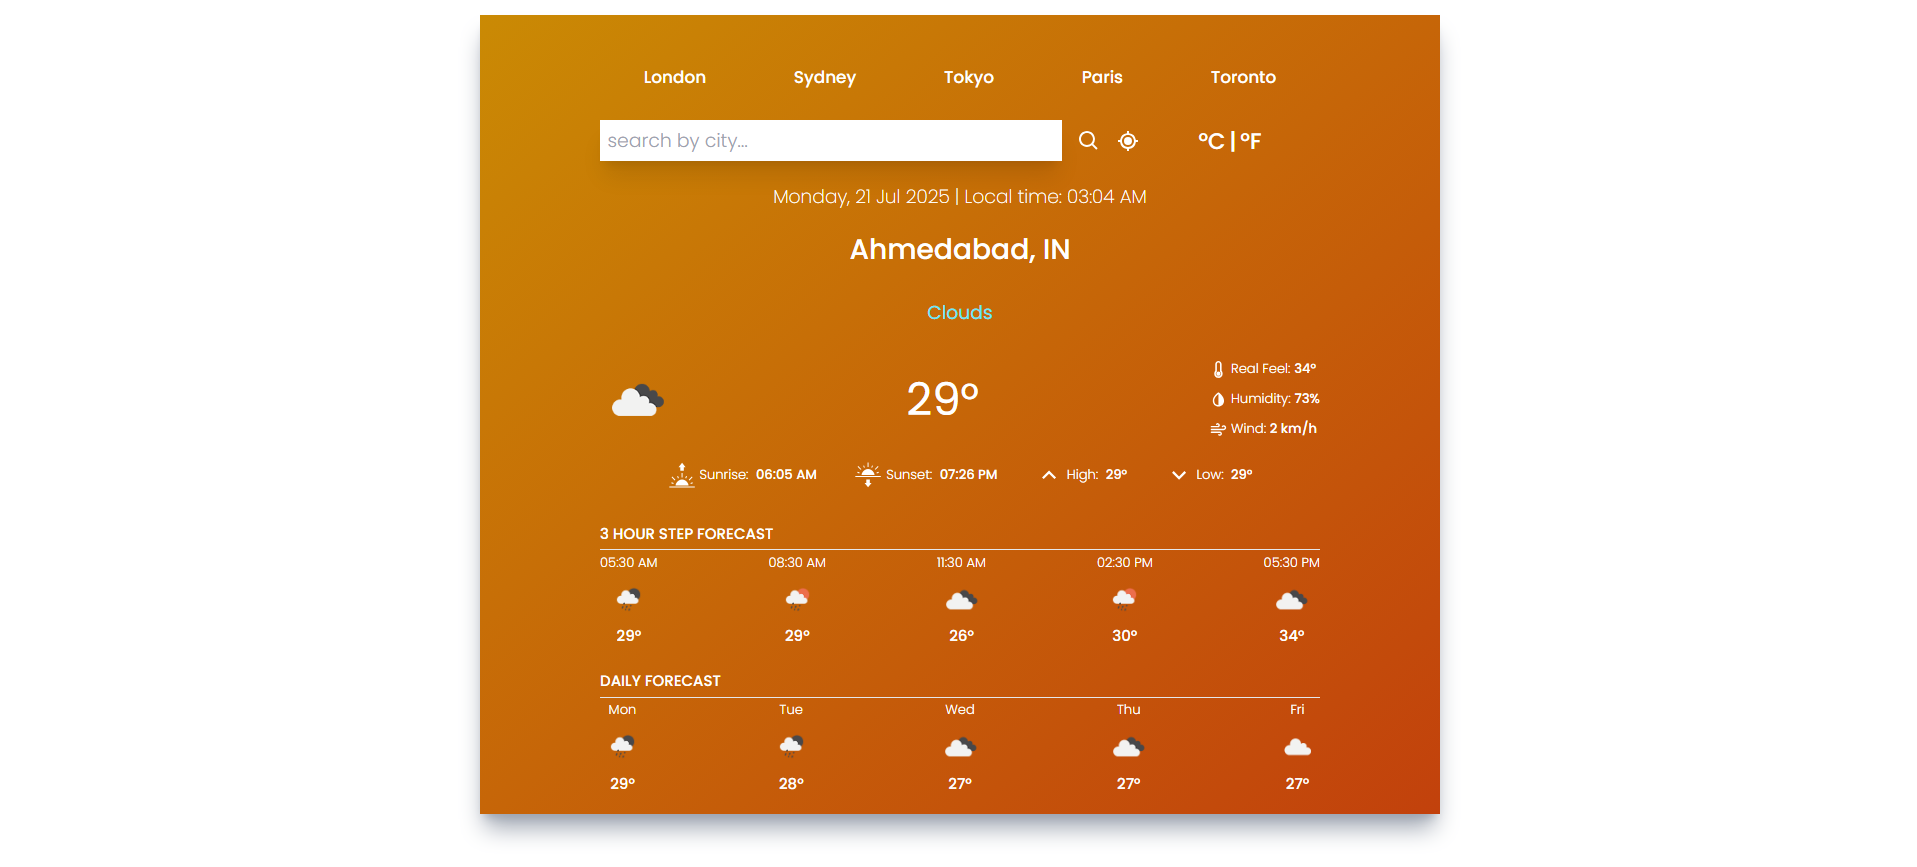 London Sydney Tokyo Paris Toronto
search by city... °C | °F
Monday, 21 Jul 2025 | Local time: 03:04 AM
Ahmedabad, IN
Clouds
29°
Real Feel: 34°
Humidity: 73%
Wind: 2 km/h
Sunrise: 06:05 AM Sunset: 07:26 PM High: 29° Low: 29°
3 HOUR STEP FORECAST
05:30 AM 08:30 AM 11:30 AM 02:30 PM 05:30 PM
29° 29° 26° 30° 34°
DAILY FORECAST
Mon Tue Wed Thu Fri
29° 28° 27° 27° 27°